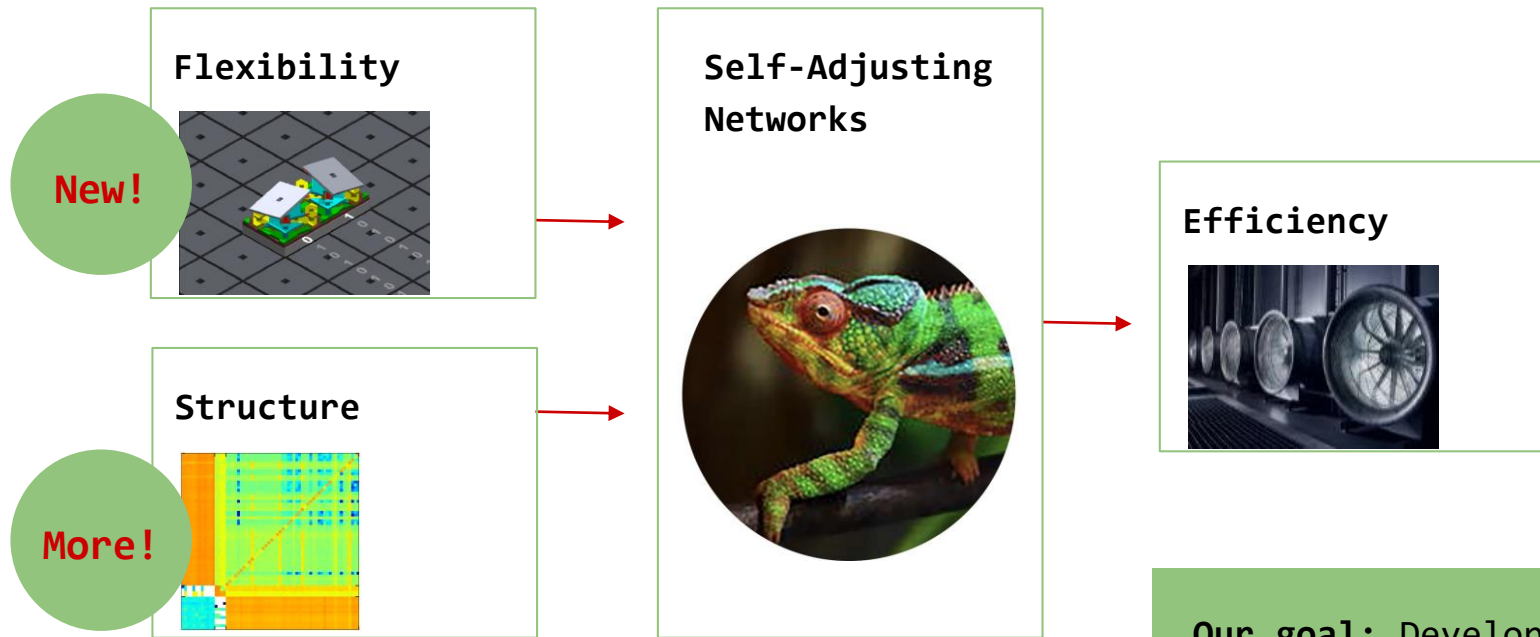 Flexibility
New!
Structure
More!
Self-Adjusting
Networks
Efficiency
Our goal: Develop